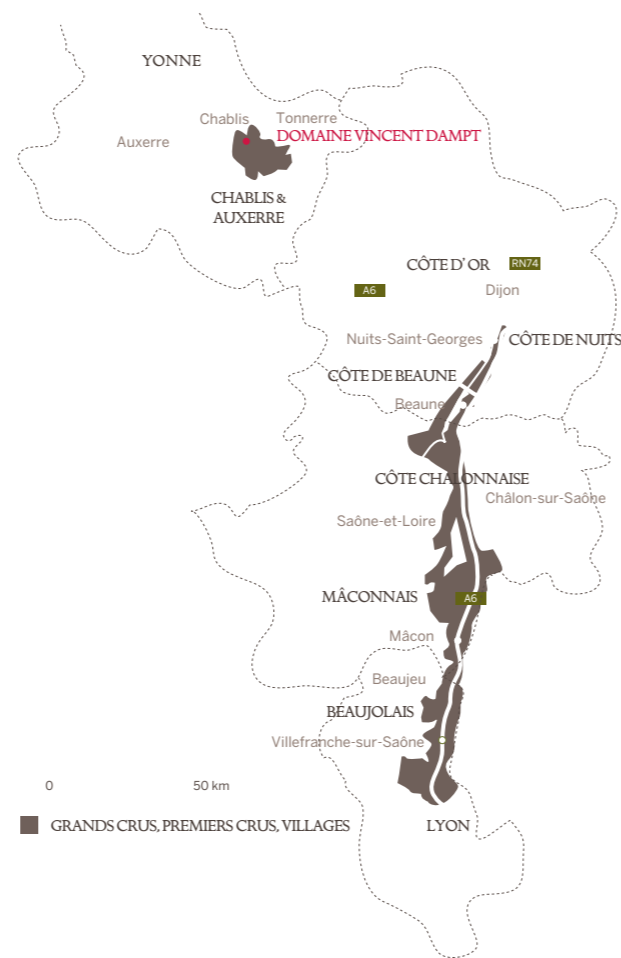 YONNE
Chablis
Tonnerre
Auxerre
DOMAINE VINCENT DAMPT
CHABLIS &
AUXERRE
CÔTE D' OR
RN74
A6
Dijon
Nuits-Saint-Georges
CÔTE DE NUITS
CÔTE DE BEAUNE
Beaune
CÔTE CHALONNAISE
Châlon-sur-Saône
Saône-et-Loire
MÂCONNAIS
A6
Mâcon
Beaujeu
BEAUJOLAIS
Villefranche-sur-Saône
0
50 km
GRANDS CRUS, PREMIERS CRUS, VILLAGES
LYON